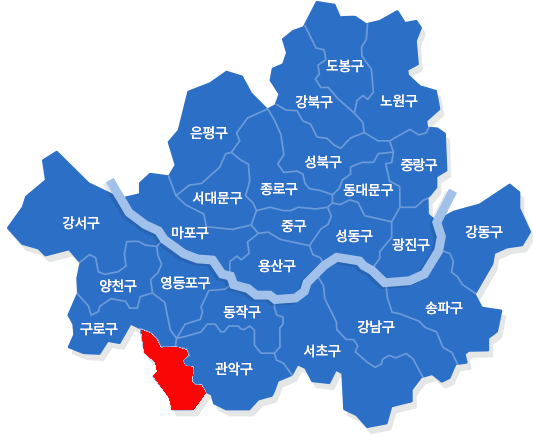 도봉구
강북구
노원구
은평구
성북구
중랑구
종로구
동대문구
서대문구
강서구
마포구
중구
성동구
광진구
강동구
용산구
양천구
영등포구
동작구
송파구
구로구
강남구
서초구
관악구